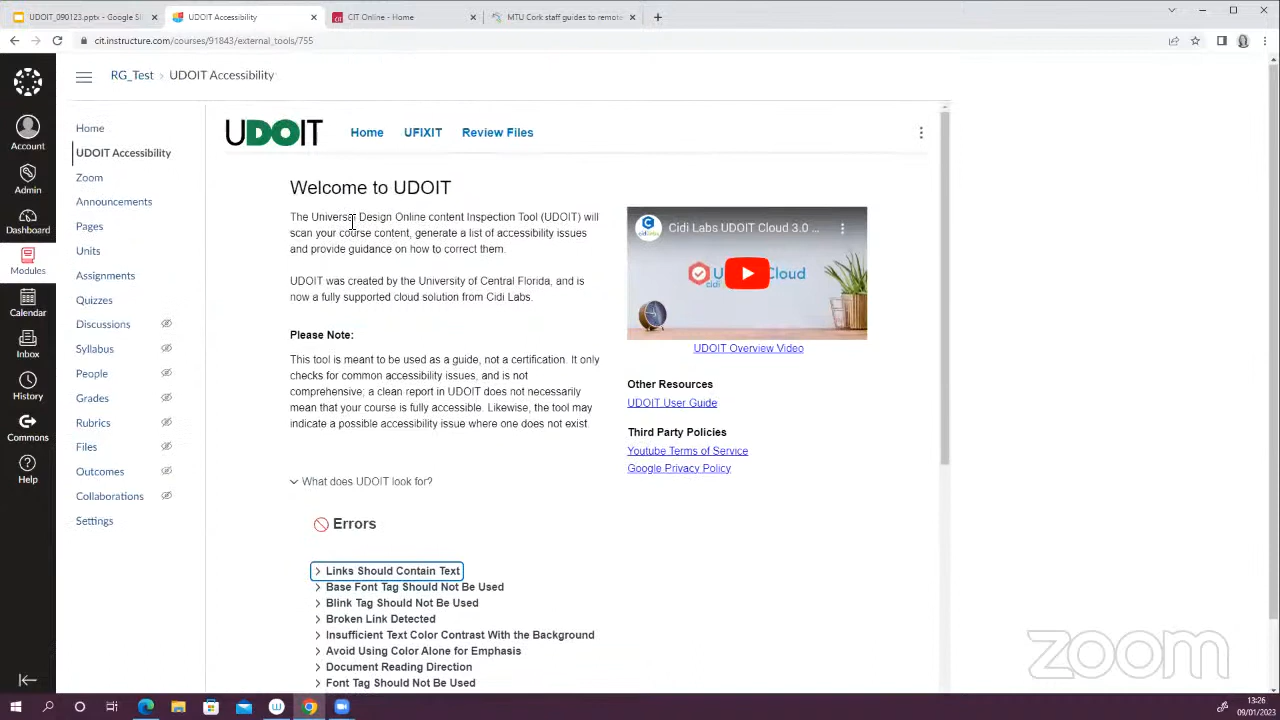 UDOIT_090123.pptx - Google Sl
UDOIT Accessibility
CIT Online - Home
MTU Cork staff guides to remote
cit.instructure.com/courses/91843/external_tools/755
RG_Test > UDOIT Accessibility
Account
Admin
Dashboard
Modules
Calendar
Inbox
History
Commons
Help
Home
UDOIT Accessibility
Zoom
Announcements
Pages
Units
Assignments
Quizzes
Discussions
Syllabus
People
Grades
Rubrics
Files
Outcomes
Collaborations
Settings
UDOIT
Home
UFIXIT
Review Files
Welcome to UDOIT
The Universal Design Online content Inspection Tool (UDOIT) will
scan your course content, generate a list of accessibility issues
and provide guidance on how to correct them.
UDOIT was created by the University of Central Florida, and is
now a fully supported cloud solution from Cidi Labs.
Please Note:
This tool is meant to be used as a guide, not a certification. It only
checks for common accessibility issues, and is not
comprehensive; a clean report in UDOIT does not necessarily
mean that your course is fully accessible. Likewise, the tool may
indicate a possible accessibility issue where one does not exist
What does UDOIT look for?
Errors
Links Should Contain Text
Base Font Tag Should Not Be Used
Blink Tag Should Not Be Used
Broken Link Detected
Insufficient Text Color Contrast With the Background
Avoid Using Color Alone for Emphasis
Document Reading Direction
Font Tag Should Not Be Used
Cidi Labs UDOIT Cloud 3.0 ...
cidi
Cloud
UDOIT Overview Video
Other Resources
UDOIT User Guide
Third Party Policies
Youtube Terms of Service
Google Privacy Policy
zoom
13:26
09/01/2023